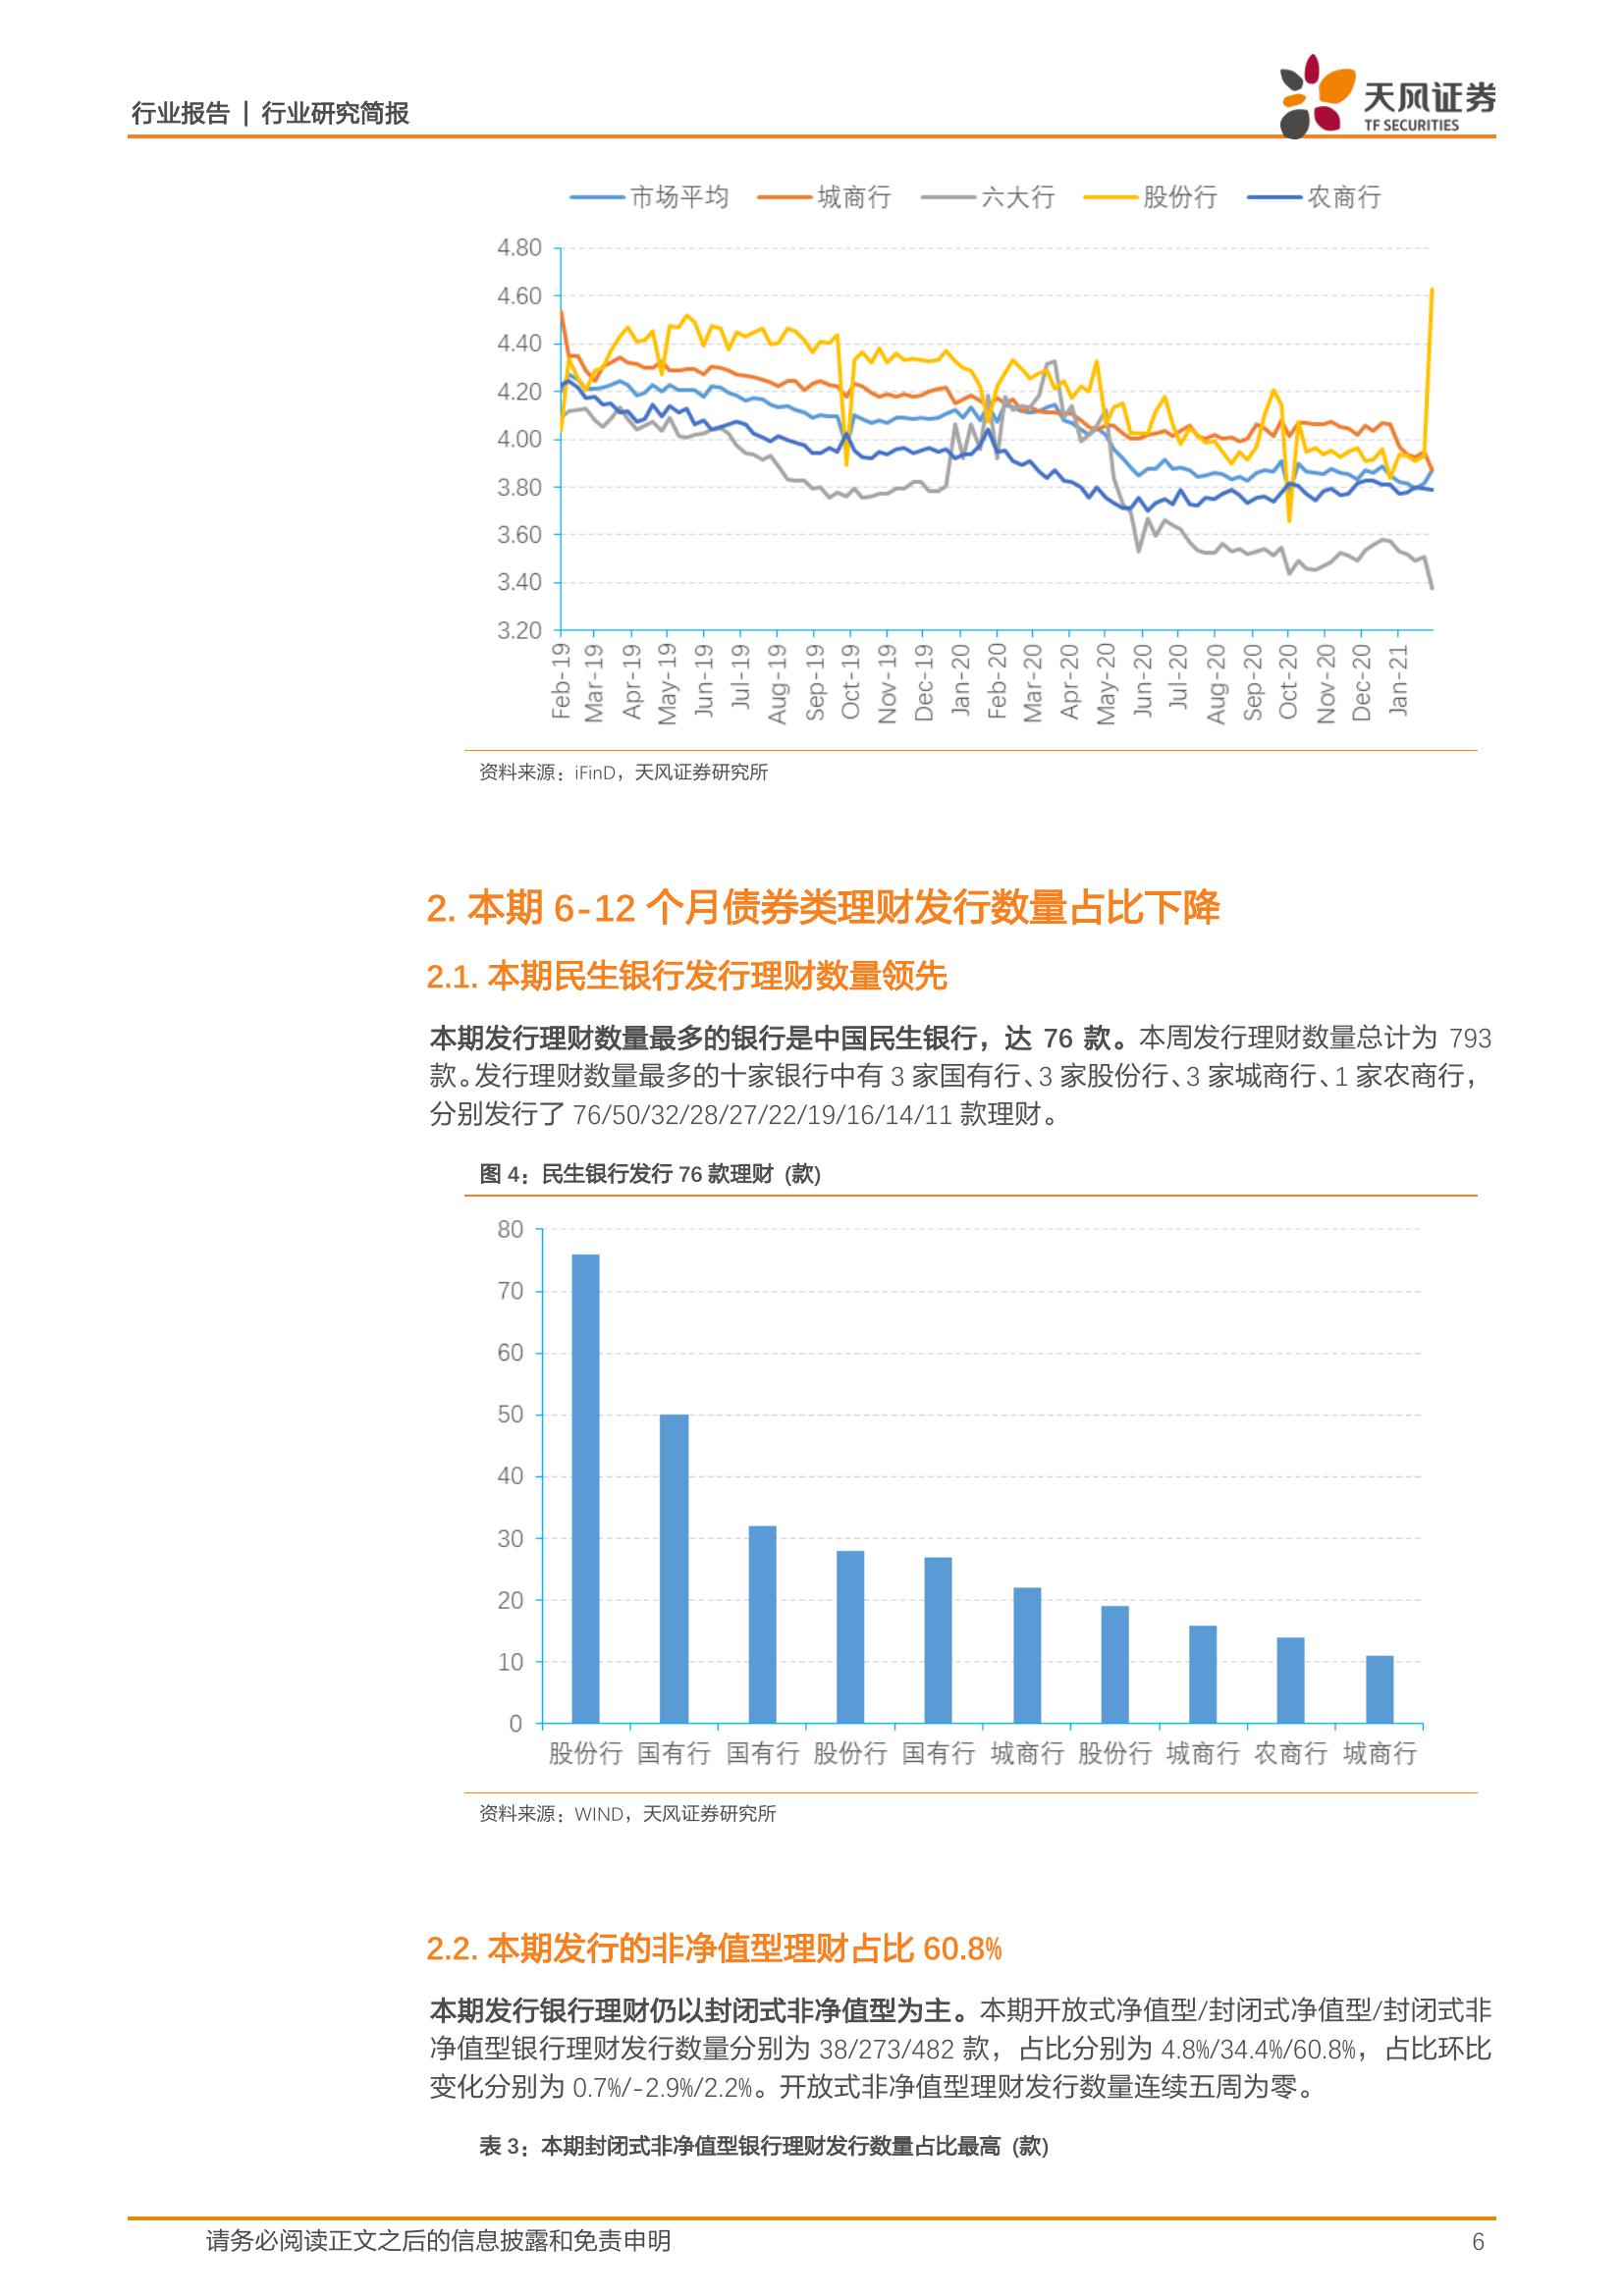 行业报告 | 行业研究简报
天风证券
TF SECURITIES
市场平均 城商行 六大行 股份行 农商行
4.80
4.60
4.40
4.20
4.00
3.80
3.60
3.40
3.20
Feb-19 Mar-19 Apr-19 May-19 Jun-19 Jul-19 Aug-19 Sep-19 Oct-19 Nov-19 Dec-19 Jan-20 Feb-20 Mar-20 Apr-20 May-20 Jun-20 Jul-20 Aug-20 Sep-20 Oct-20 Nov-20 Dec-20 Jan-21
资料来源：iFinD，天风证券研究所
2. 本期 6-12 个月债券类理财发行数量占比下降
2.1. 本期民生银行发行理财数量领先
本期发行理财数量最多的银行是中国民生银行，达 76 款。本周发行理财数量总计为 793
款。发行理财数量最多的十家银行中有 3 家国有行、3 家股份行、3 家城商行、1 家农商行，
分别发行了 76/50/32/28/27/22/19/16/14/11 款理财。
图 4：民生银行发行 76 款理财 (款)
80
70
60
50
40
30
20
10
0
股份行 国有行 国有行 股份行 国有行 城商行 股份行 城商行 农商行 城商行
资料来源：WIND，天风证券研究所
2.2. 本期发行的非净值型理财占比 60.8%
本期发行银行理财仍以封闭式非净值型为主。本期开放式净值型/封闭式净值型/封闭式非
净值型银行理财发行数量分别为 38/273/482 款，占比分别为 4.8%/34.4%/60.8%，占比环比
变化分别为 0.7%/-2.9%/2.2%。开放式非净值型理财发行数量连续五周为零。
表 3：本期封闭式非净值型银行理财发行数量占比最高 (款)
请务必阅读正文之后的信息披露和免责申明 6